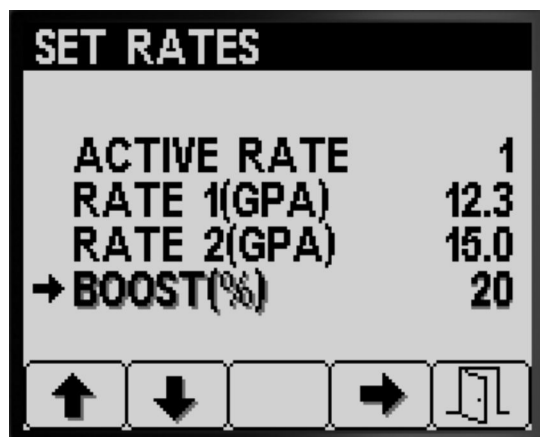 SET RATES
ACTIVE RATE 1
RATE 1(GPA) 12.3
RATE 2(GPA) 15.0
BOOST(%) 20